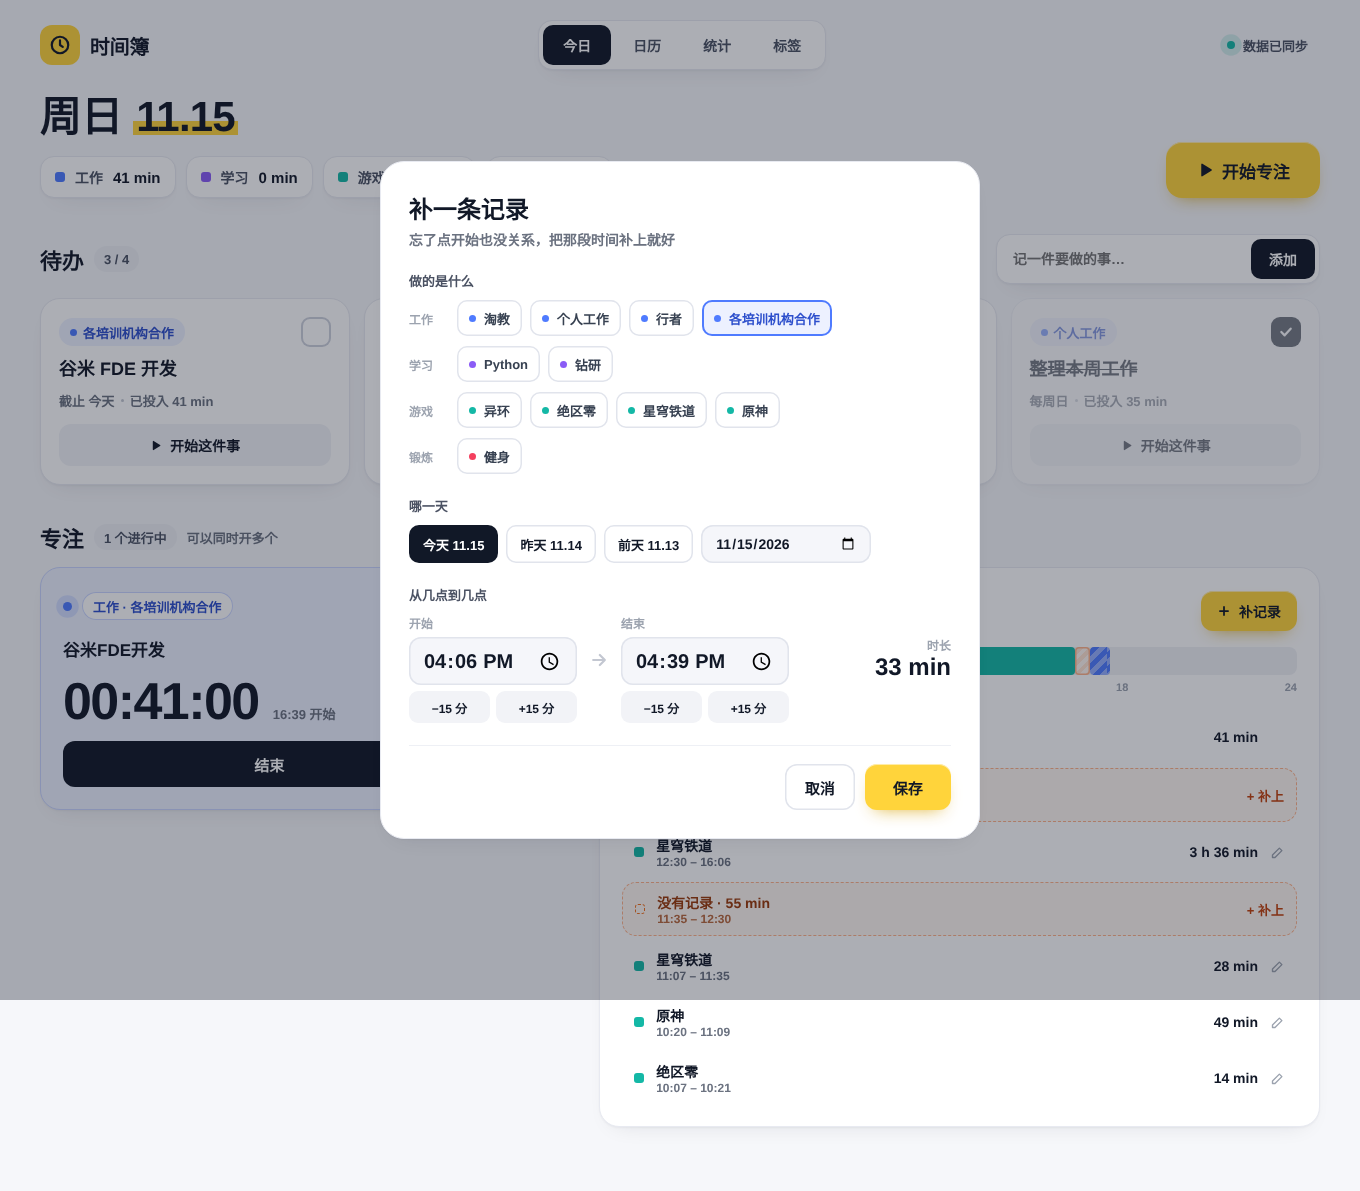 时间簿
今日 日历 统计 标签
数据已同步
周日 11.15
工作 41 min 学习 0 min 游戏
开始专注
待办 3 / 4
记一件要做的事… 添加
各培训机构合作
谷米 FDE 开发
截止 今天 · 已投入 41 min
开始这件事
个人工作
整理本周工作
每周日 · 已投入 35 min
开始这件事
专注 1 个进行中 可以同时开多个
工作 · 各培训机构合作
谷米FDE开发
00:41:00 16:39 开始
结束
补一条记录
忘了点开始也没关系，把那段时间补上就好
做的是什么
工作 淘教 个人工作 行者 各培训机构合作
学习 Python 钻研
游戏 异环 绝区零 星穹铁道 原神
锻炼 健身
哪一天
今天 11.15 昨天 11.14 前天 11.13 11/15/2026
从几点到几点
开始 结束 时长
04:06 PM → 04:39 PM 33 min
−15 分 +15 分 −15 分 +15 分
取消 保存
+ 补记录
18 24
41 min
+ 补上
星穹铁道
12:30 – 16:06
3 h 36 min
没有记录 · 55 min
11:35 – 12:30
+ 补上
星穹铁道
11:07 – 11:35
28 min
原神
10:20 – 11:09
49 min
绝区零
10:07 – 10:21
14 min